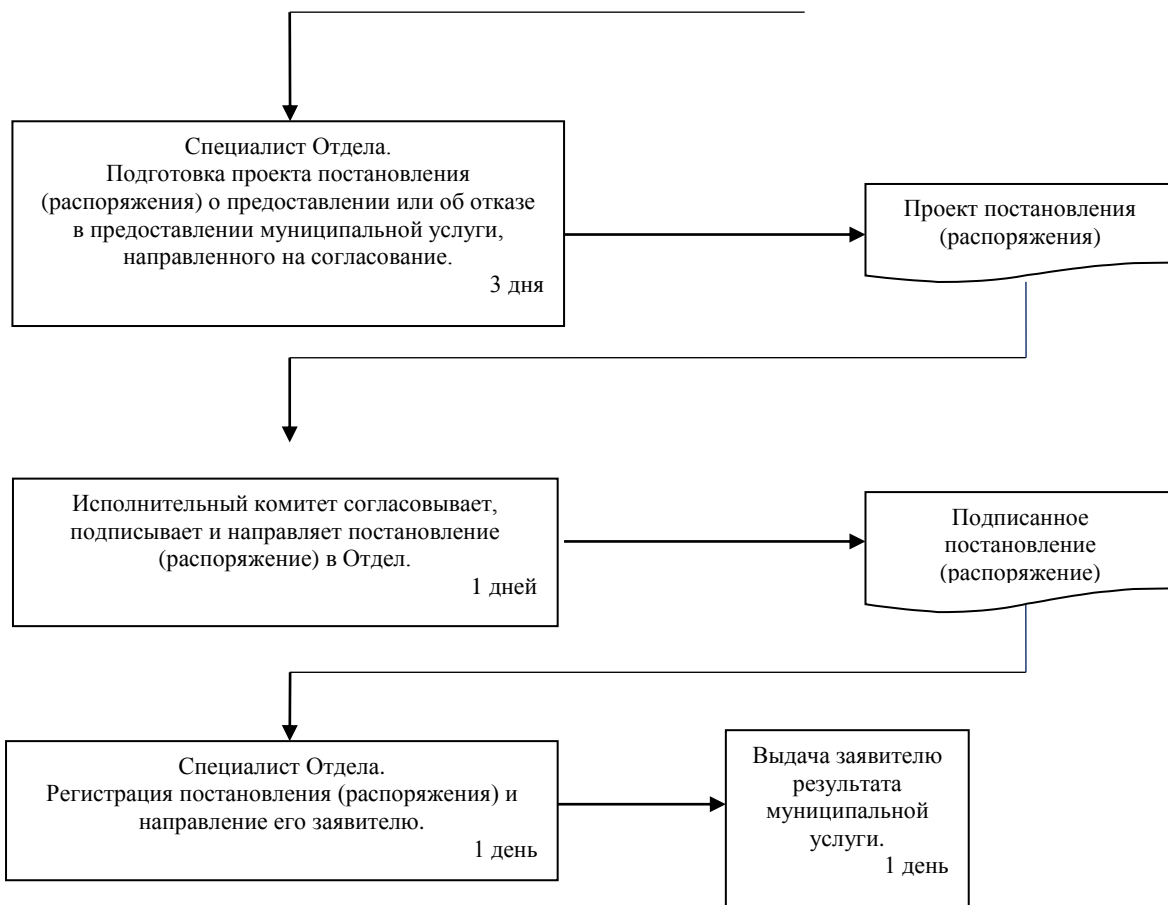 Специалист Отдела.
Подготовка проекта постановления
(распоряжения) о предоставлении или об отказе
в предоставлении муниципальной услуги,
направленного на согласование.
3 дня
Проект постановления
(распоряжения)
Исполнительный комитет согласовывает,
подписывает и направляет постановление
(распоряжение) в Отдел.
1 дней
Подписанное
постановление
(распоряжение)
Специалист Отдела.
Регистрация постановления (распоряжения) и
направление его заявителю.
1 день
Выдача заявителю
результата
муниципальной
услуги.
1 день